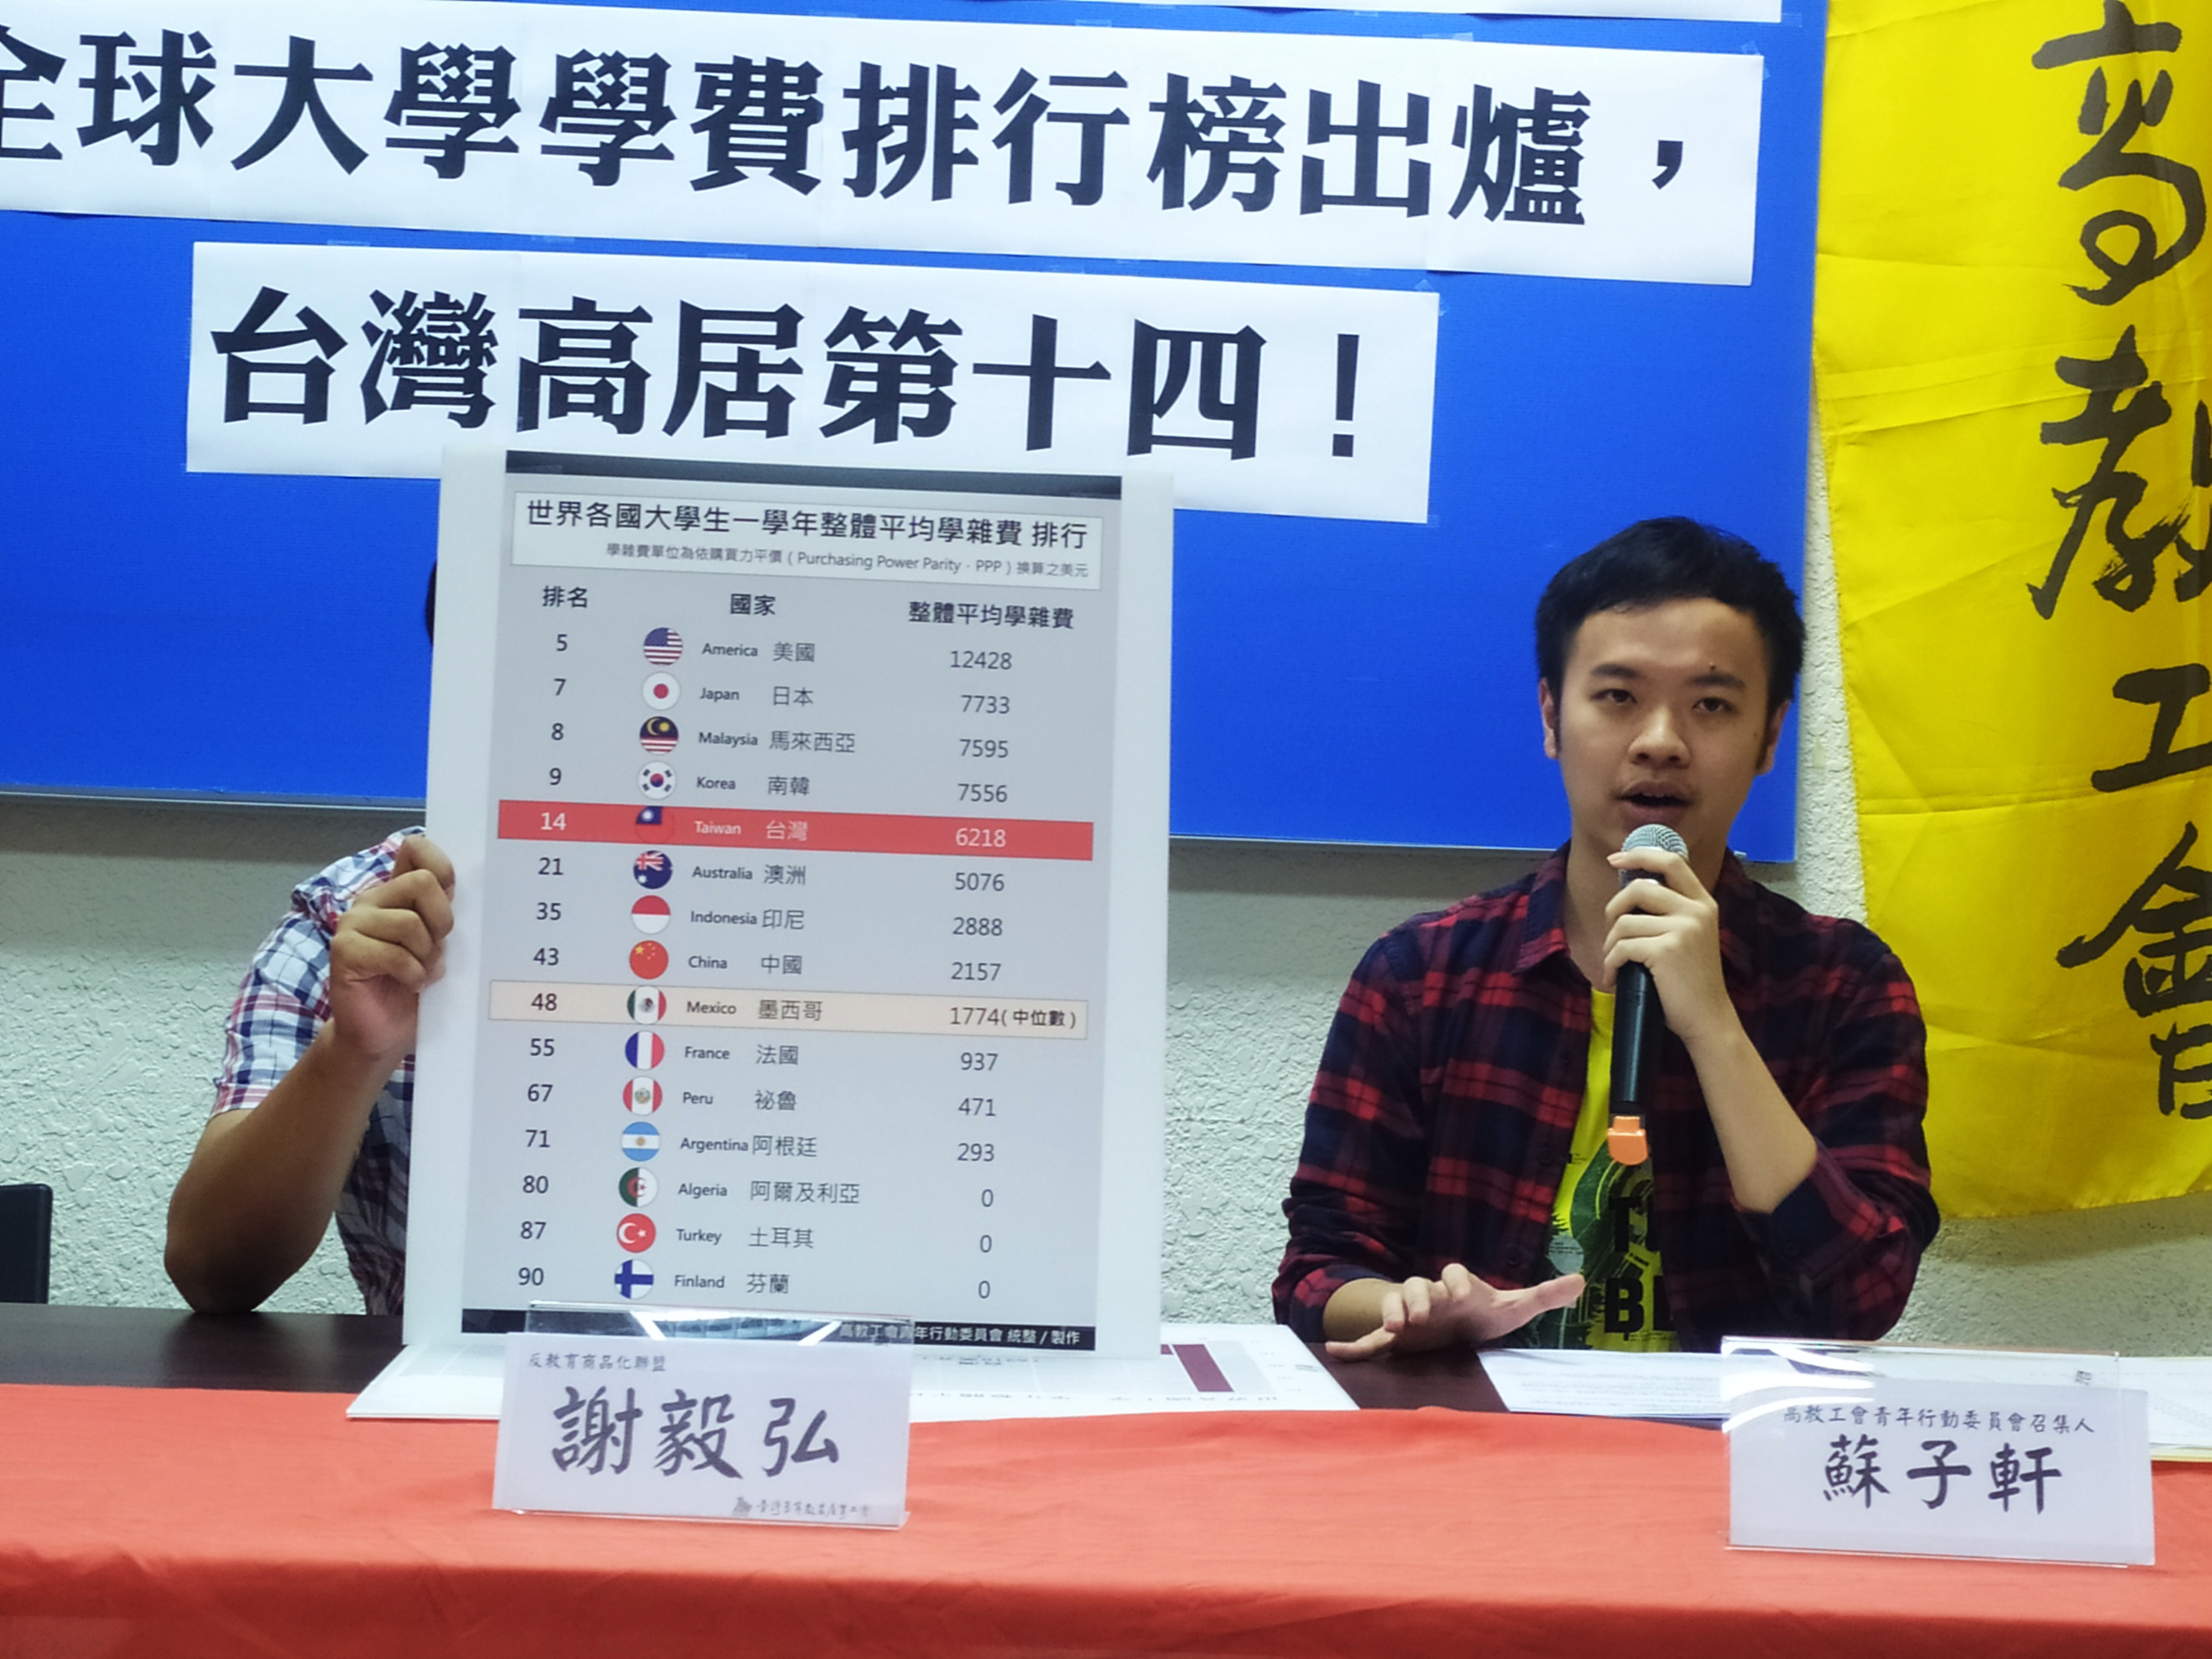 全球大學學費排行榜出爐，
台灣高居第十四！
高教工會
世界各國大學生一學年整體平均學雜費 排行
學雜費單位為依購買力平價（Purchasing Power Parity，PPP）換算之美元
排名 國家 整體平均學雜費
5 America 美國 12428
7 Japan 日本 7733
8 Malaysia 馬來西亞 7595
9 Korea 南韓 7556
14 Taiwan 台灣 6218
21 Australia 澳洲 5076
35 Indonesia 印尼 2888
43 China 中國 2157
48 Mexico 墨西哥 1774(中位數)
55 France 法國 937
67 Peru 祕魯 471
71 Argentina 阿根廷 293
80 Algeria 阿爾及利亞 0
87 Turkey 土耳其 0
90 Finland 芬蘭 0
高教工會青年行動委員會 統整/製作
反教育商品化聯盟
謝毅弘
高教工會青年行動委員會召集人
蘇子軒